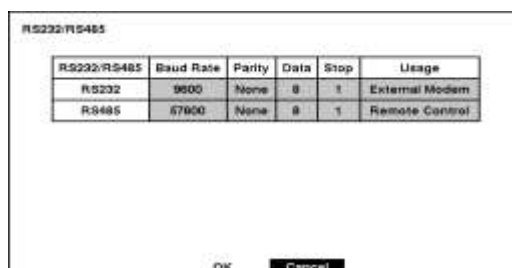 RS232/RS485
RS232/RS485 Baud Rate Parity Data Stop Usage
RS232 9600 None 8 1 External Modem
RS485 57600 None 8 1 Remote Control
OK Cancel